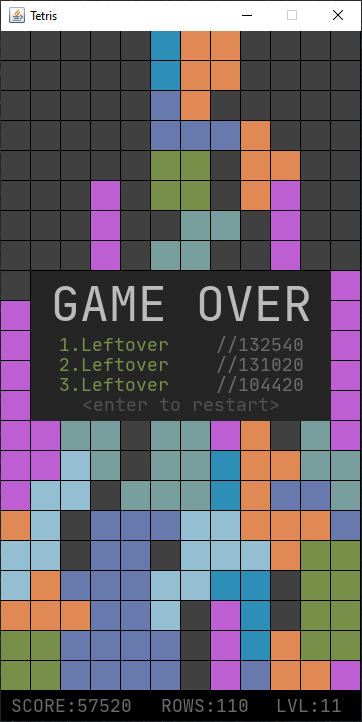 Tetris
GAME OVER
1.Leftover //132540
2.Leftover //131020
3.Leftover //104420
<enter to restart>
SCORE:57520 ROWS:110 LVL:11